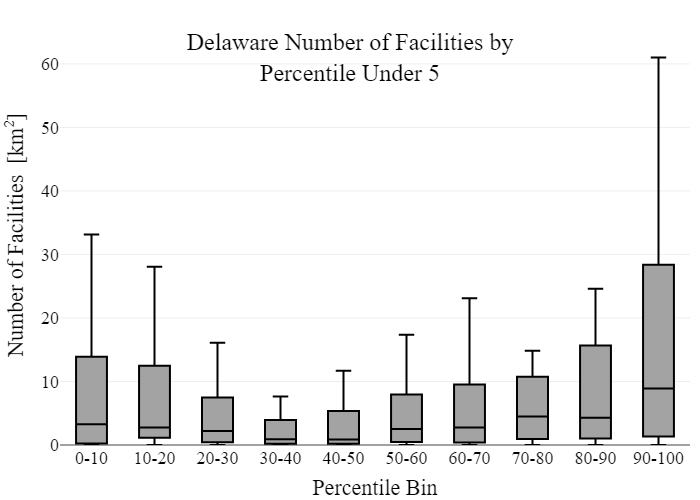 Delaware Number of Facilities by
Percentile Under 5
Number of Facilities [km²]
60
50
40
30
20
10
0
0-10 10-20 20-30 30-40 40-50 50-60 60-70 70-80 80-90 90-100
Percentile Bin